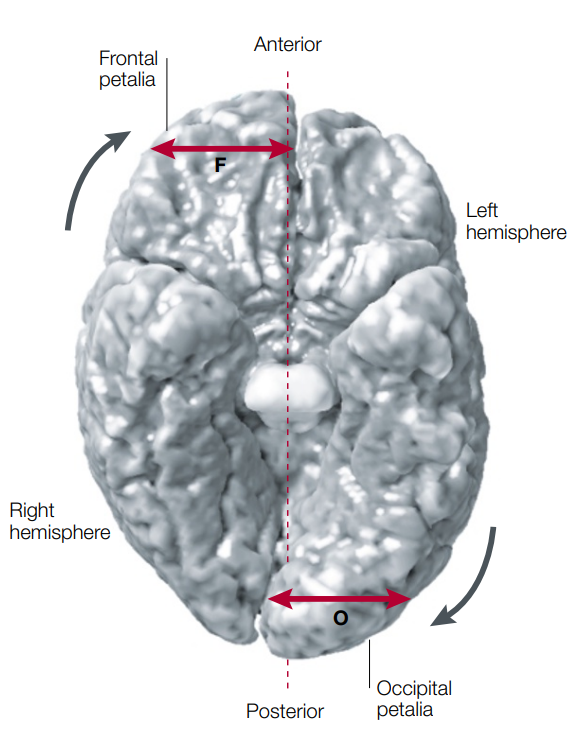 Anterior
Frontal
petalia
F
Left
hemisphere
Right
hemisphere
O
Occipital
petalia
Posterior